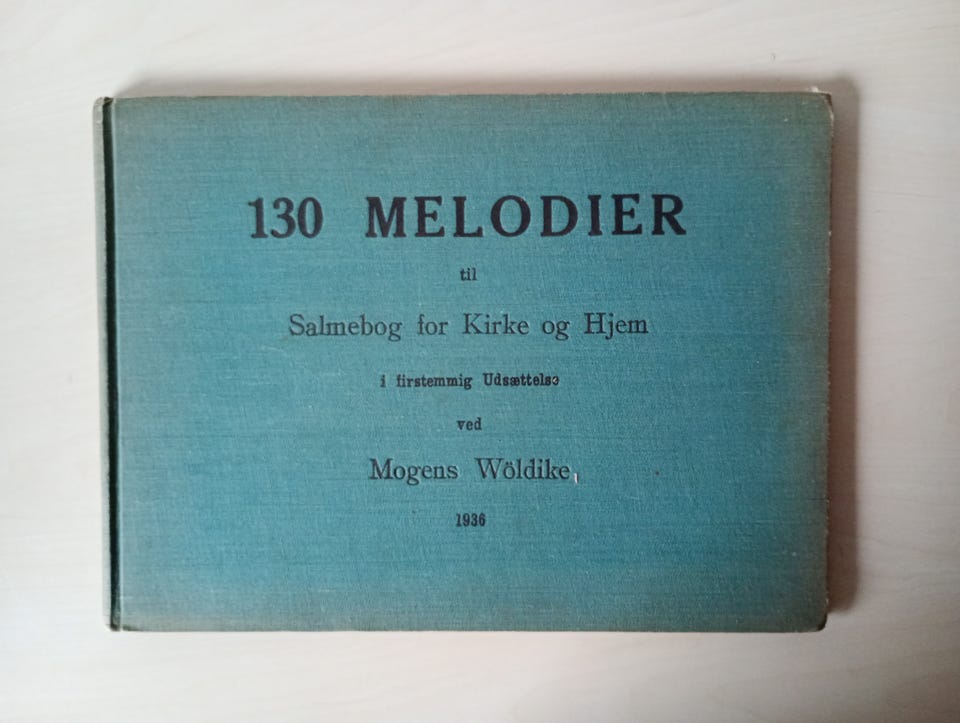 130 MELODIER
til
Salmebog for Kirke og Hjem
i firstemmig Udsættelse
ved
Mogens Wöldike
1936